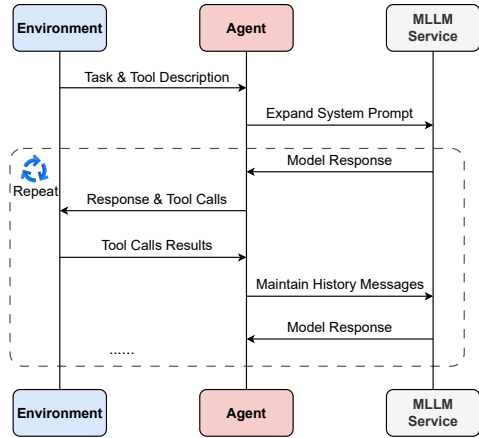 Environment
Agent
MLLM
Service
Task & Tool Description
Expand System Prompt
Model Response
Repeat
Response & Tool Calls
Tool Calls Results
Maintain History Messages
Model Response
......
Environment
Agent
MLLM
Service